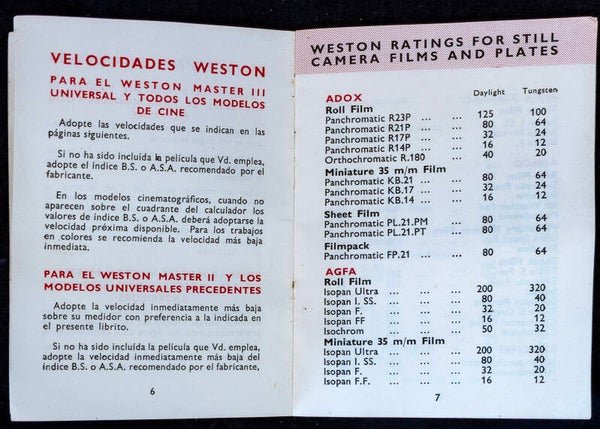 VELOCIDADES WESTON
PARA EL WESTON MASTER III
UNIVERSAL Y TODOS LOS MODELOS
DE CINE
Adopte las velocidades que se indican en las
páginas siguientes.
Si no ha sido incluída la película que Vd. emplea,
adopte el índice B.S. o A.S.A. recomendado por el
fabricante.
En los modelos cinematográficos, cuando no
aparecen sobre el cuadrante del calculador los
valores de índice B.S. o A.S.A. deberá adoptarse la
velocidad próxima disponible. Para los trabajos
en colores se recomienda la velocidad más baja
inmediata.
PARA EL WESTON MASTER II Y LOS
MODELOS UNIVERSALES PRECEDENTES
Adopte la velocidad inmediatamente más baja
sobre su medidor con preferencia a la indicada en
el presente librito.
Si no ha sido incluída la película que Vd. emplea,
adopte la velocidad inmediatamente más baja del
índice B.S. o A.S.A. recomendado por el fabricante.
6
WESTON RATINGS FOR STILL
CAMERA FILMS AND PLATES
Daylight Tungsten
ADOX
Roll Film
Panchromatic R23P ... ... 125 100
Panchromatic R21P ... ... 80 64
Panchromatic R17P ... ... 32 24
Panchromatic R14P ... ... 16 12
Orthochromatic R.180 ... 40 20
Miniature 35 m/m Film
Panchromatic KB.21 ... ... 80 64
Panchromatic KB.17 ... ... 32 24
Panchromatic KB.14 ... ... 16 12
Sheet Film
Panchromatic PL.21.PM ... 80 64
Panchromatic PL.21.PT ... 80 64
Filmpack
Panchromatic FP.21 ... ... 80 64
AGFA
Roll Film
Isopan Ultra ... ... ... 200 320
Isopan I. SS. ... ... ... 80 40
Isopan F. ... ... ... 32 20
Isopan FF ... ... ... 16 12
Isochrom ... ... ... 50 32
Miniature 35 m/m Film
Isopan Ultra ... ... ... 200 320
Isopan I. SS. ... ... ... 80 40
Isopan F. ... ... ... 32 20
Isopan F.F. ... ... ... 16 12
7